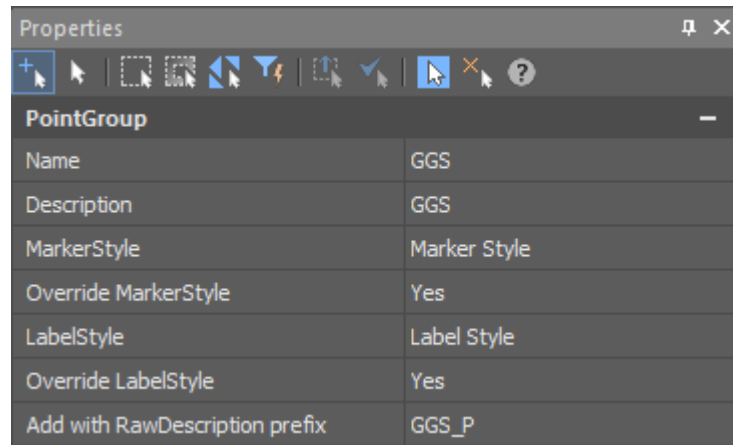 Properties
PointGroup
Name GGS
Description GGS
MarkerStyle Marker Style
Override MarkerStyle Yes
LabelStyle Label Style
Override LabelStyle Yes
Add with RawDescription prefix GGS_P